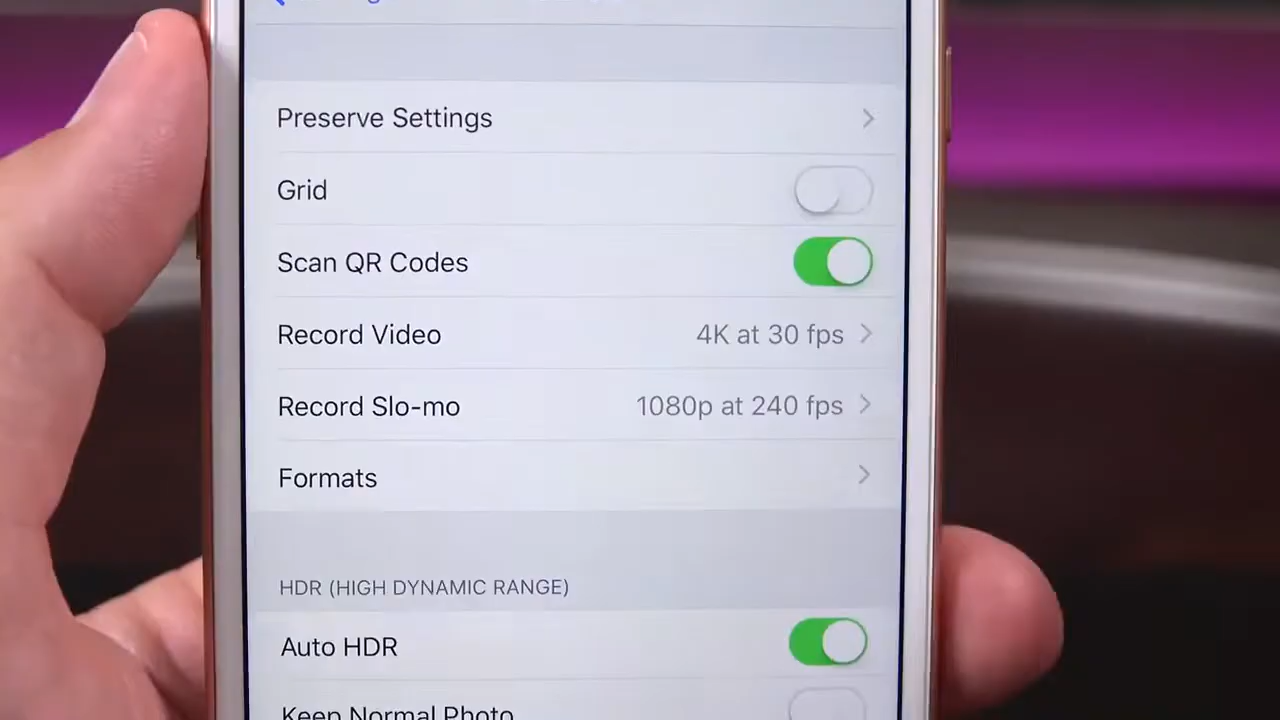 Preserve Settings
Grid
Scan QR Codes
Record Video 4K at 30 fps
Record Slo-mo 1080p at 240 fps
Formats
HDR (HIGH DYNAMIC RANGE)
Auto HDR
Keep Normal Photo